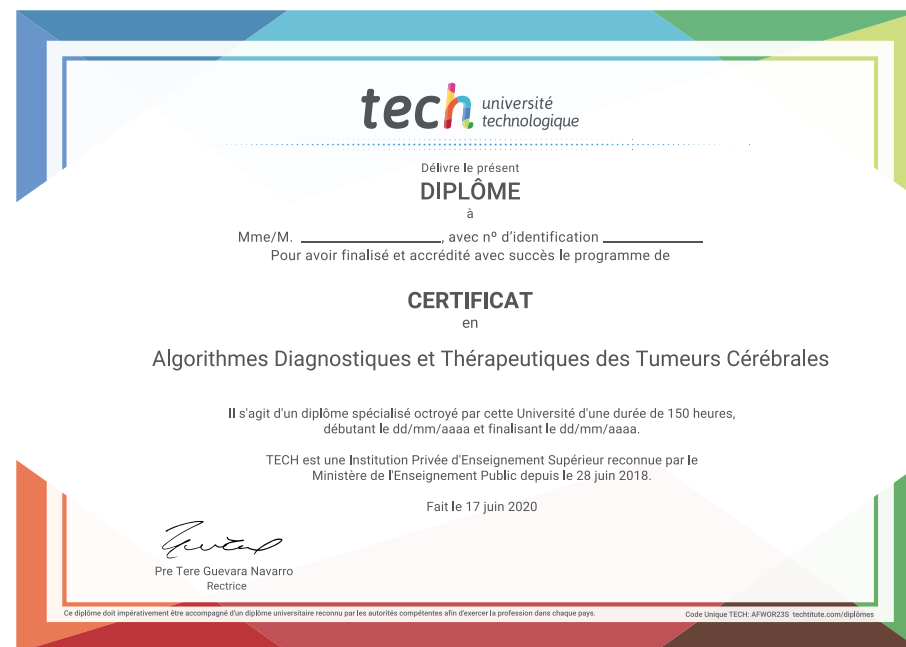 tech université
technologique
Délivre le présent
DIPLÔME
à
Mme/M. ____________________, avec nº d'identification ______________
Pour avoir finalisé et accrédité avec succès le programme de
CERTIFICAT
en
Algorithmes Diagnostiques et Thérapeutiques des Tumeurs Cérébrales
Il s'agit d'un diplôme spécialisé octroyé par cette Université d'une durée de 150 heures,
débutant le dd/mm/aaaa et finalisant le dd/mm/aaaa.
TECH est une Institution Privée d'Enseignement Supérieur reconnue par le
Ministère de l'Enseignement Public depuis le 28 juin 2018.
Fait le 17 juin 2020
Pre Tere Guevara Navarro
Rectrice
Ce diplôme doit impérativement être accompagné d'un diplôme universitaire reconnu par les autorités compétentes afin d'exercer la profession dans chaque pays.
Code Unique TECH: AFWOR23S techtitute.com/diplômes